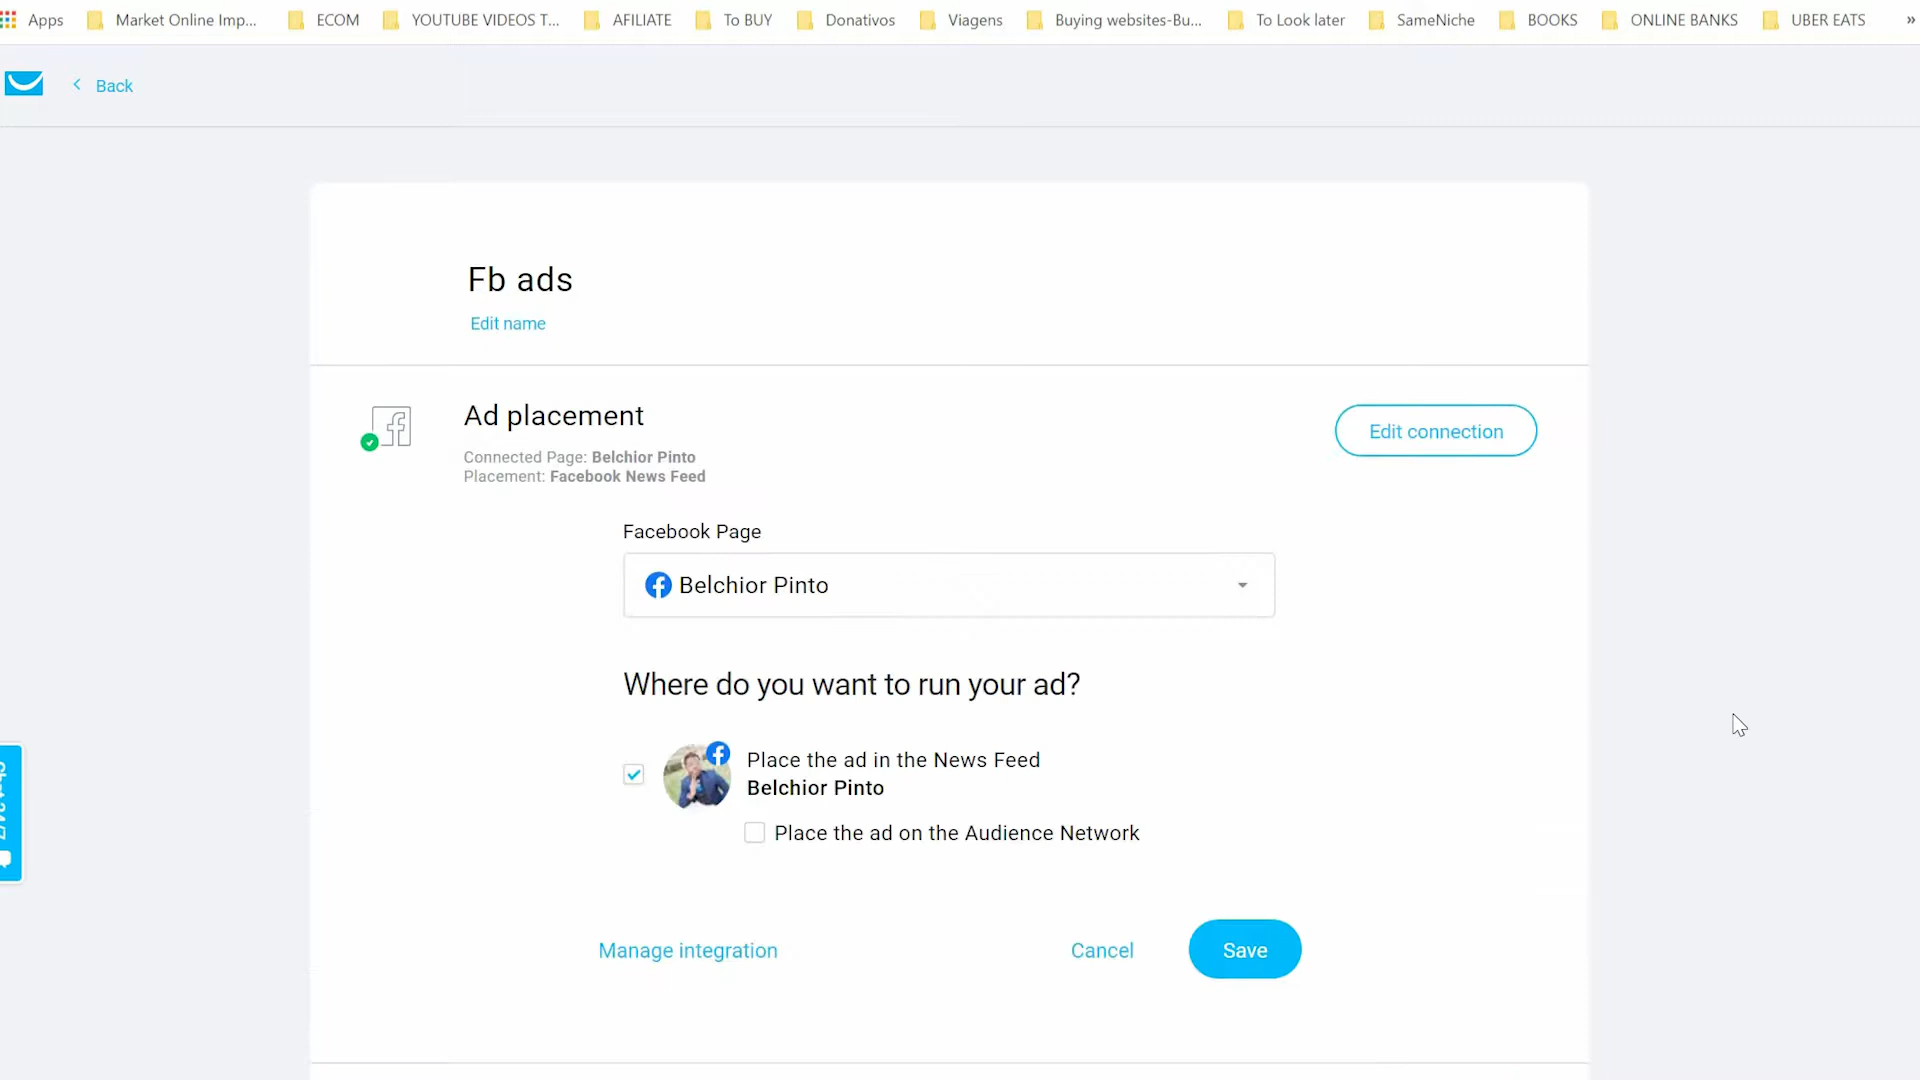 Apps Market Online Imp... ECOM YOUTUBE VIDEOS T... AFILIATE To BUY Donativos Viagens Buying websites-Bu... To Look later SameNiche BOOKS ONLINE BANKS UBER EATS »
Back
Fb ads
Edit name
Ad placement
Edit connection
Connected Page: Belchior Pinto
Placement: Facebook News Feed
Facebook Page
Belchior Pinto
Where do you want to run your ad?
Place the ad in the News Feed
Belchior Pinto
Place the ad on the Audience Network
Manage integration Cancel Save